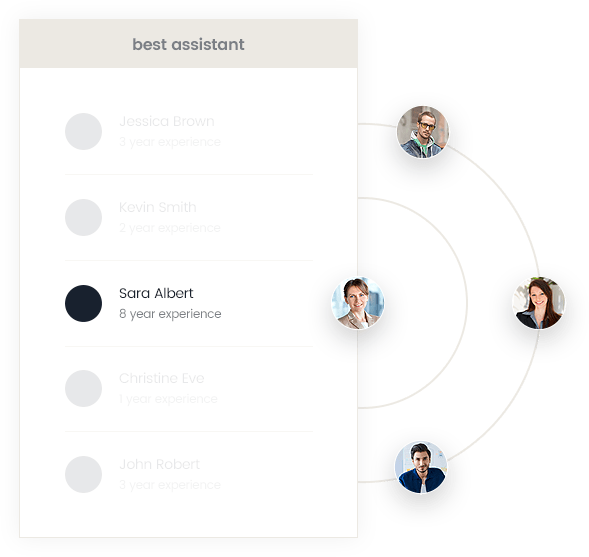 best assistant
Jessica Brown
3 year experience
Kevin Smith
2 year experience
Sara Albert
8 year experience
Christine Eve
1 year experience
John Robert
3 year experience